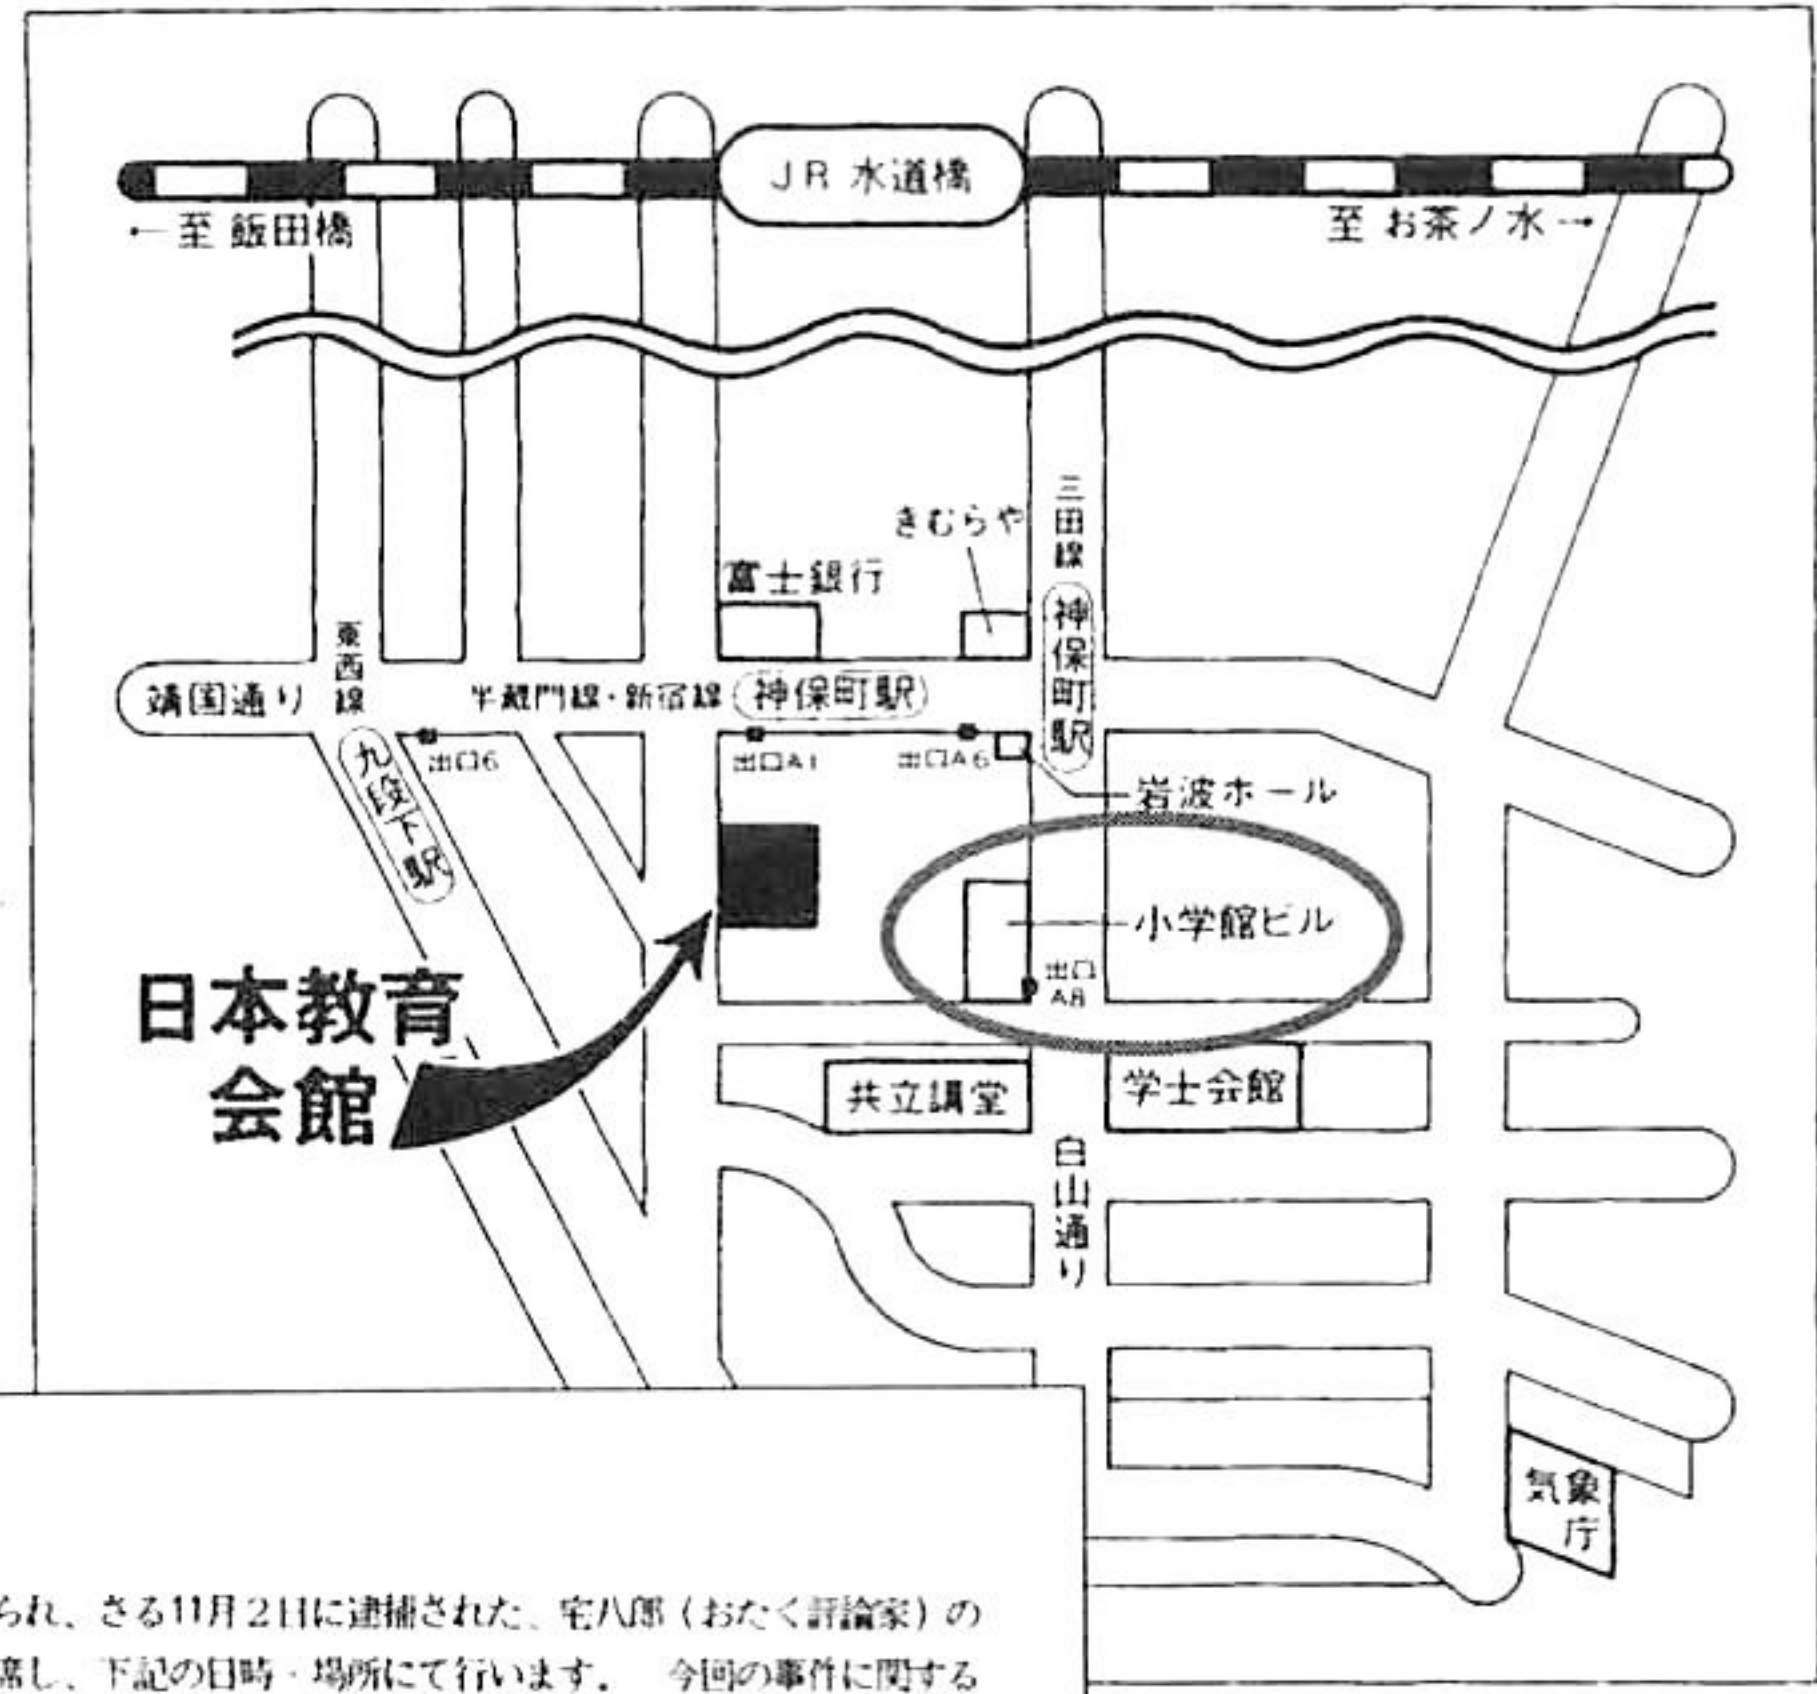 JR 水道橋
←至 飯田橋
至 お茶ノ水→
三田線
きむらや
富士銀行
神保町駅
東西線
靖国通り
半蔵門線・新宿線
神保町駅
九段下駅
出口6
出口A1
出口A6
岩波ホール
小学館ビル
出口
A8
日本教育
会館
共立講堂
学士会館
白山通り
気象
庁
られ、さる11月2日に逮捕された、宅八郎（おたく評論家）の
席し、下記の日時・場所にて行います。 今回の事件に関する